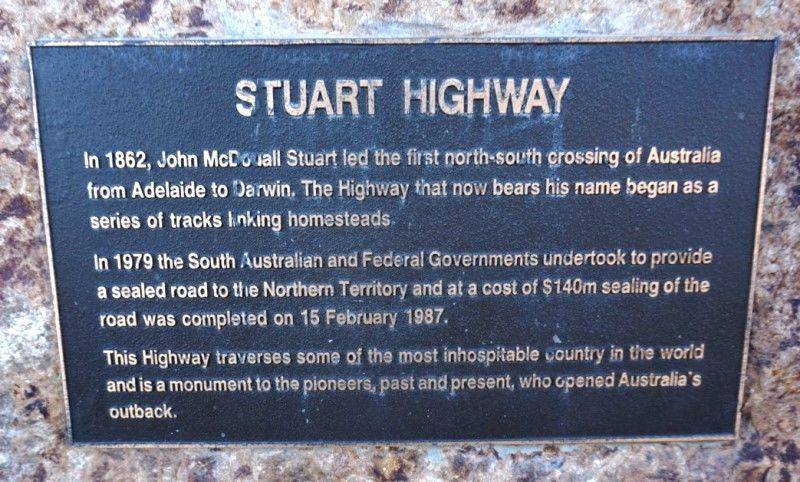 STUART HIGHWAY
In 1862, John McDouall Stuart led the first north-south crossing of Australia
from Adelaide to Darwin. The Highway that now bears his name began as a
series of tracks linking homesteads.
In 1979 the South Australian and Federal Governments undertook to provide
a sealed road to the Northern Territory and at a cost of $140m sealing of the
road was completed on 15 February 1987.
This Highway traverses some of the most inhospitable country in the world
and is a monument to the pioneers, past and present, who opened Australia's
outback.